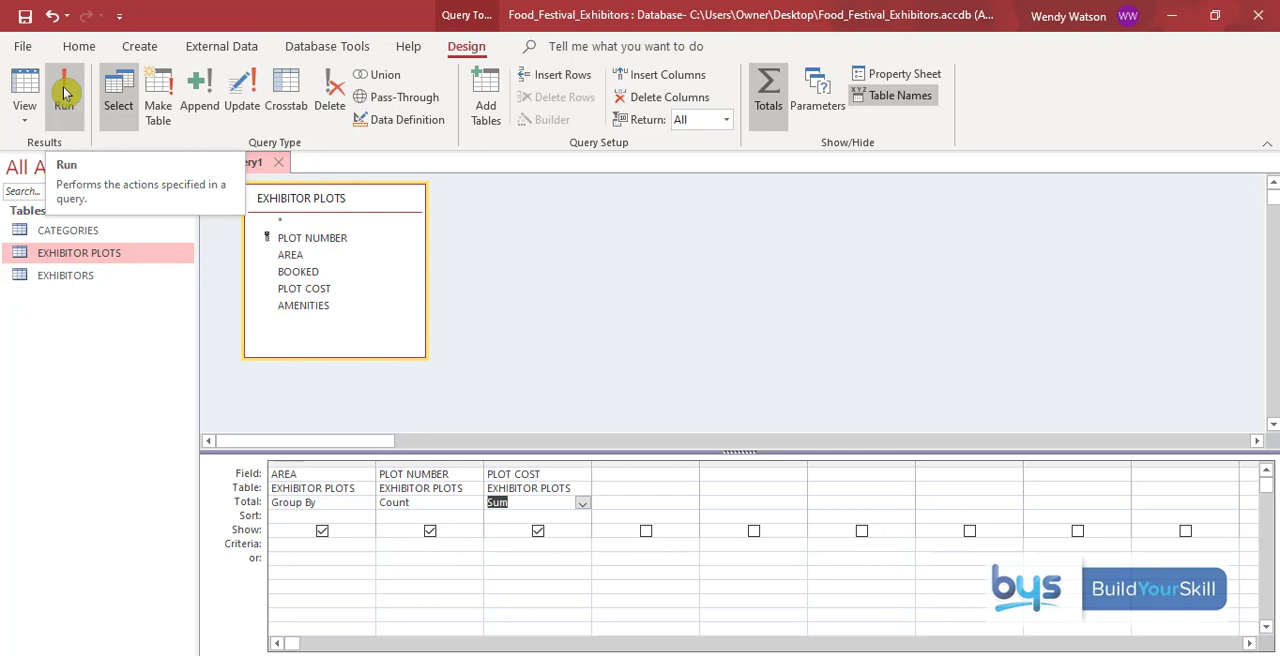 Query To...
Food_Festival_Exhibitors : Database- C:\Users\Owner\Desktop\Food_Festival_Exhibitors.accdb (A...
Wendy Watson
WW
File Home Create External Data Database Tools Help Design Tell me what you want to do
View
Run
Select
Make Table
Append
Update
Crosstab
Delete
Union
Pass-Through
Data Definition
Add Tables
Insert Rows
Delete Rows
Builder
Insert Columns
Delete Columns
Return: All
Totals
Parameters
Property Sheet
XYZ
Table Names
Results
Query Type
Query Setup
Show/Hide
All A
Search...
Tables
CATEGORIES
EXHIBITOR PLOTS
EXHIBITORS
Run
Performs the actions specified in a
query.
ery1
EXHIBITOR PLOTS
*
PLOT NUMBER
AREA
BOOKED
PLOT COST
AMENITIES
Field: AREA PLOT NUMBER PLOT COST
Table: EXHIBITOR PLOTS EXHIBITOR PLOTS EXHIBITOR PLOTS
Total: Group By Count Sum
Sort:
Show:
Criteria:
or:
bys BuildYourSkill